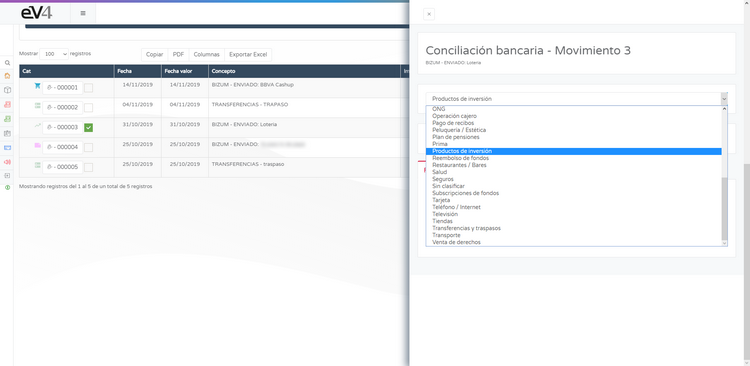 eV4
Mostrar 100 registros
Copiar PDF Columnas Exportar Excel
Cat Fecha Fecha valor Concepto
- 000001 14/11/2019 14/11/2019 BIZUM - ENVIADO: BBVA Cashup
- 000002 04/11/2019 04/11/2019 TRANSFERENCIAS - TRAPASO
- 000003 31/10/2019 31/10/2019 BIZUM - ENVIADO: Loteria
- 000004 25/10/2019 25/10/2019 BIZUM - ENVIADO:
- 000005 25/10/2019 25/10/2019 TRANSFERENCIAS - traspaso
Mostrando registros del 1 al 5 de un total de 5 registros
×
Conciliación bancaria - Movimiento 3
BIZUM - ENVIADO: Loteria
Productos de inversión
ONG
Operación cajero
Pago de recibos
Peluquería / Estética
Plan de pensiones
Prima
Productos de inversión
Reembolso de fondos
Restaurantes / Bares
Salud
Seguros
Sin clasificar
Subscripciones de fondos
Tarjeta
Teléfono / Internet
Televisión
Tiendas
Transferencias y traspasos
Transporte
Venta de derechos